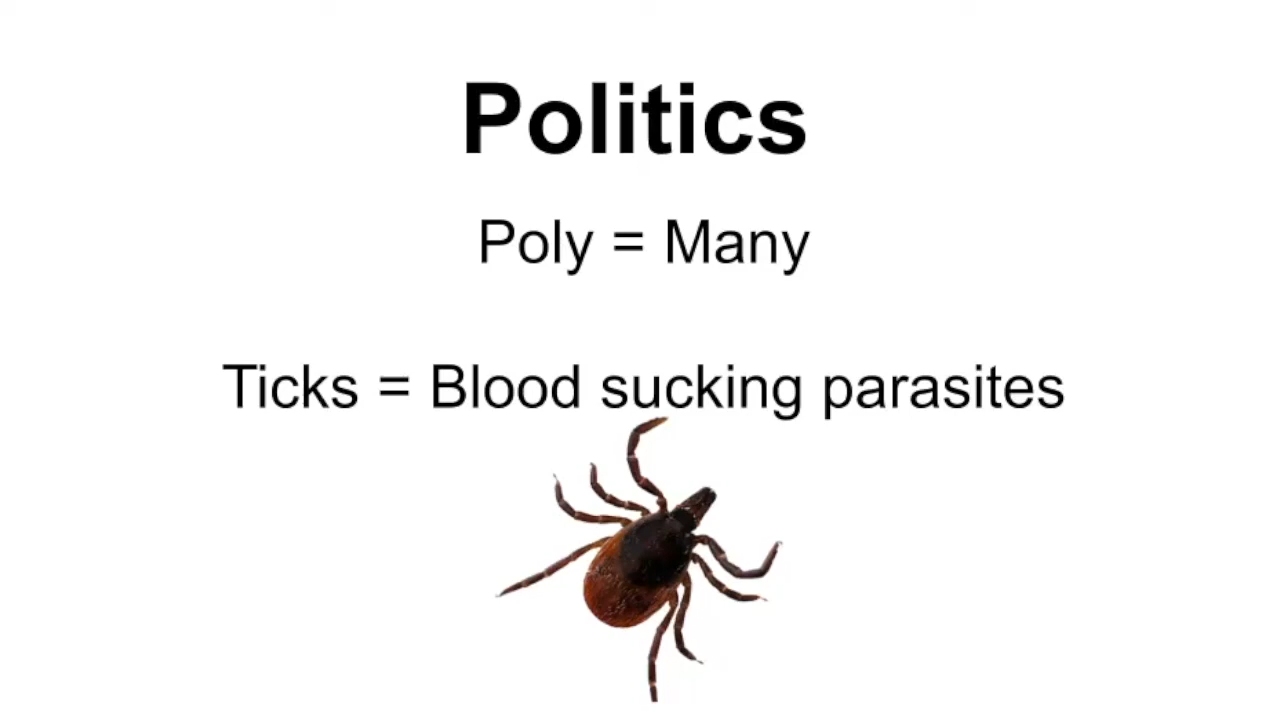 Politics
Poly = Many
Ticks = Blood sucking parasites